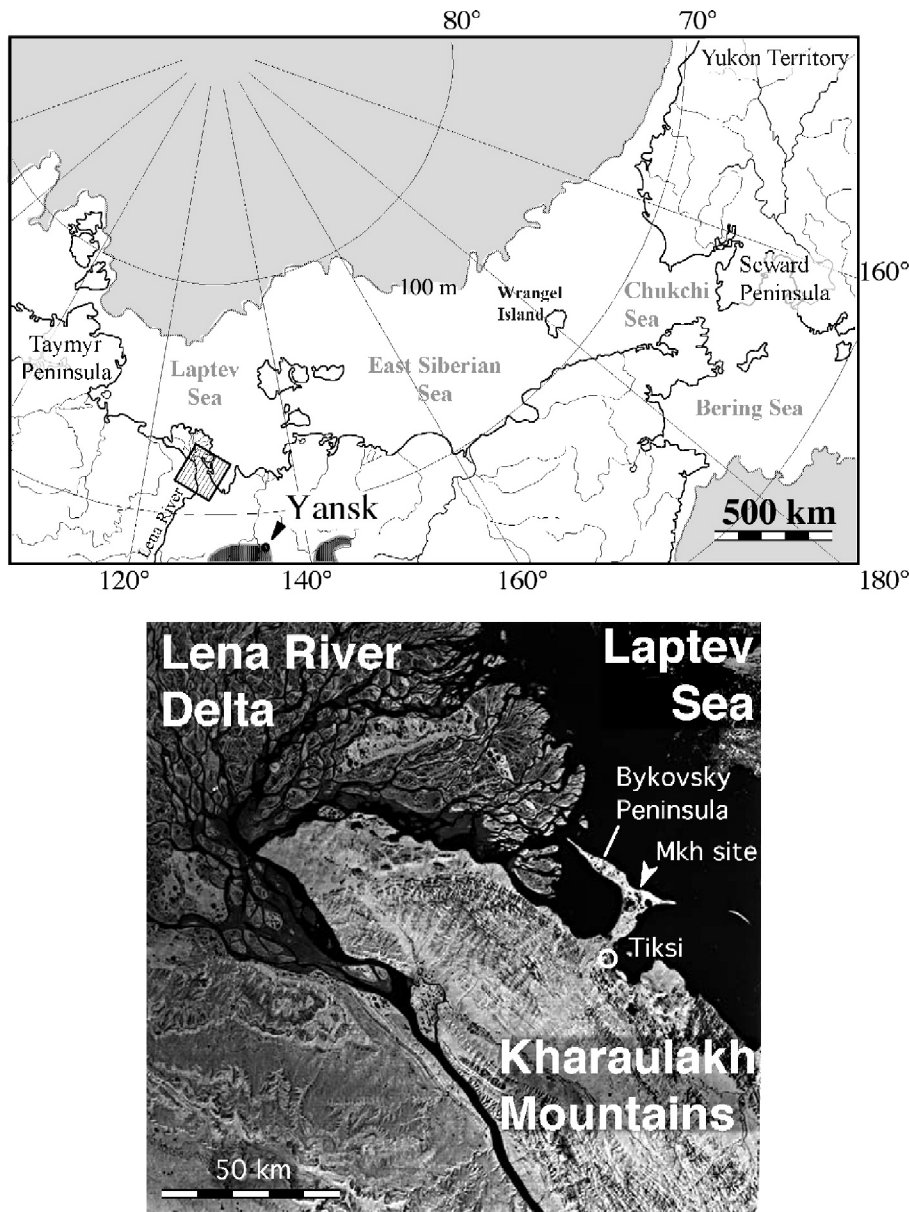 80°
70°
Yukon Territory
160°
Seward
Peninsula
Chukchi
Sea
Wrangel
Island
100 m
Taymyr
Peninsula
Laptev
Sea
East Siberian
Sea
Bering Sea
Lena River
Yansk
500 km
120°
140°
160°
180°
Lena River
Delta
Laptev
Sea
Bykovsky
Peninsula
Mkh site
Tiksi
Kharaulakh
Mountains
50 km